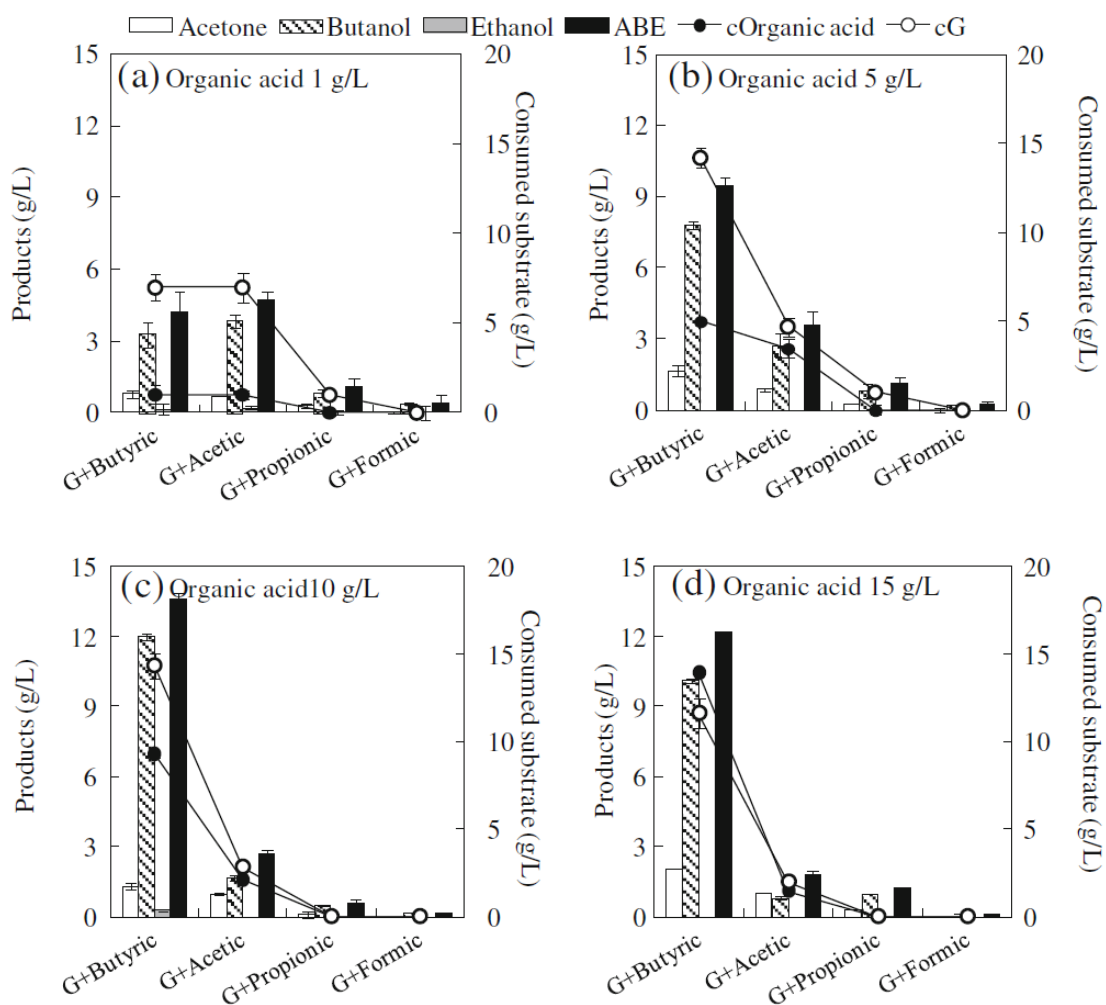 Acetone Butanol Ethanol ABE cOrganic acid cG
(a) Organic acid 1 g/L
15
12
9
6
3
0
Products (g/L)
20
15
10
5
0
Consumed substrate (g/L)
G+Butyric
G+Acetic
G+Propionic
G+Formic
(b) Organic acid 5 g/L
15
12
9
6
3
0
Products (g/L)
20
15
10
5
0
Consumed substrate (g/L)
G+Butyric
G+Acetic
G+Propionic
G+Formic
(c) Organic acid10 g/L
15
12
9
6
3
0
Products (g/L)
20
15
10
5
0
Consumed substrate (g/L)
G+Butyric
G+Acetic
G+Propionic
G+Formic
(d) Organic acid 15 g/L
15
12
9
6
3
0
Products (g/L)
20
15
10
5
0
Consumed substrate (g/L)
G+Butyric
G+Acetic
G+Propionic
G+Formic